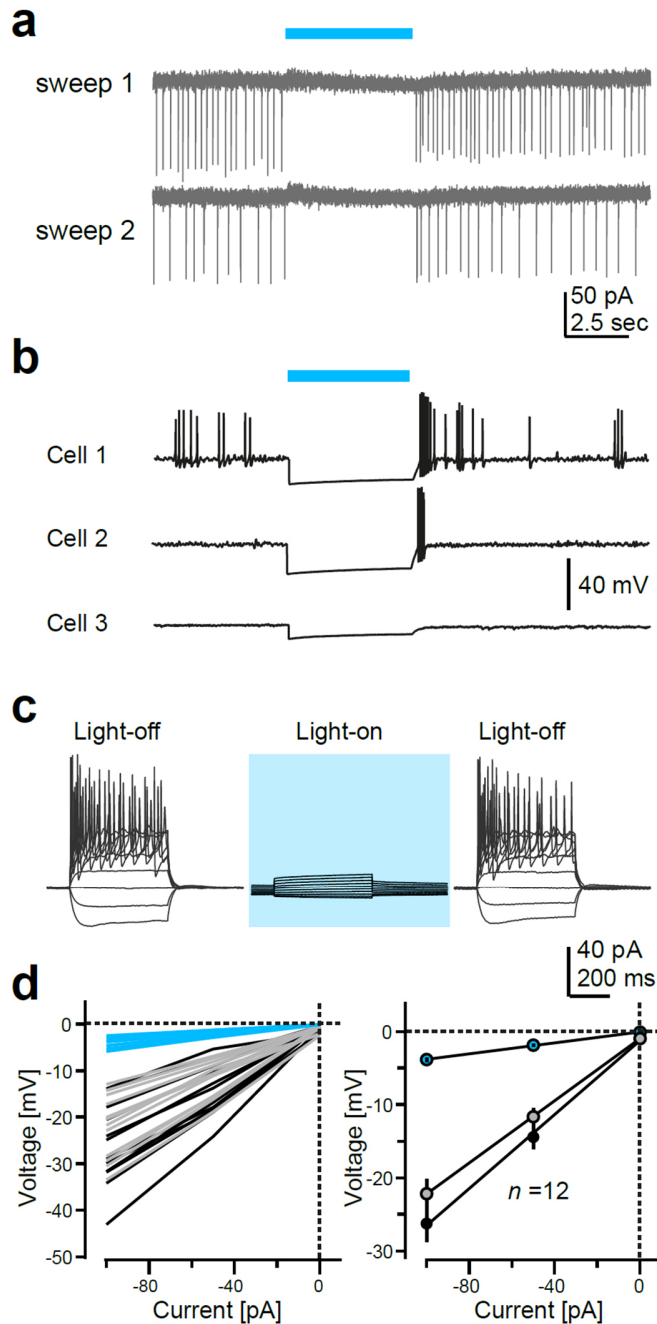 a
sweep 1
sweep 2
50 pA
2.5 sec
b
Cell 1
Cell 2
40 mV
Cell 3
c
Light-off Light-on Light-off
40 pA
200 ms
d
0
-10
-20
-30
-40
-50
Voltage [mV]
-80 -40 0
Current [pA]
0
-10
-20
-30
Voltage [mV]
n =12
-80 -40 0
Current [pA]